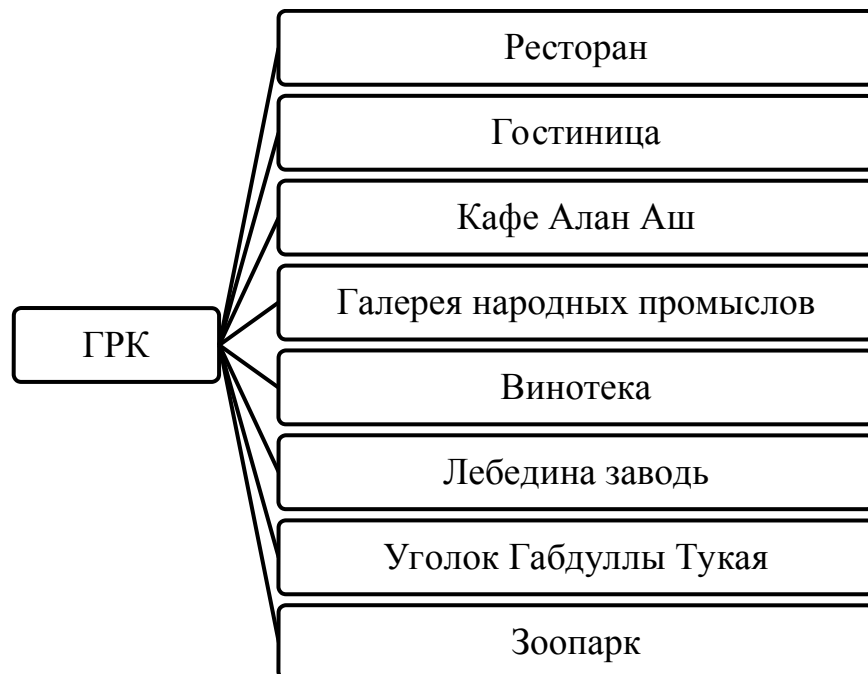 Ресторан
Гостиница
Кафе Алан Аш
Галерея народных промыслов
ГРК
Винотека
Лебедина заводь
Уголок Габдуллы Тукая
Зоопарк